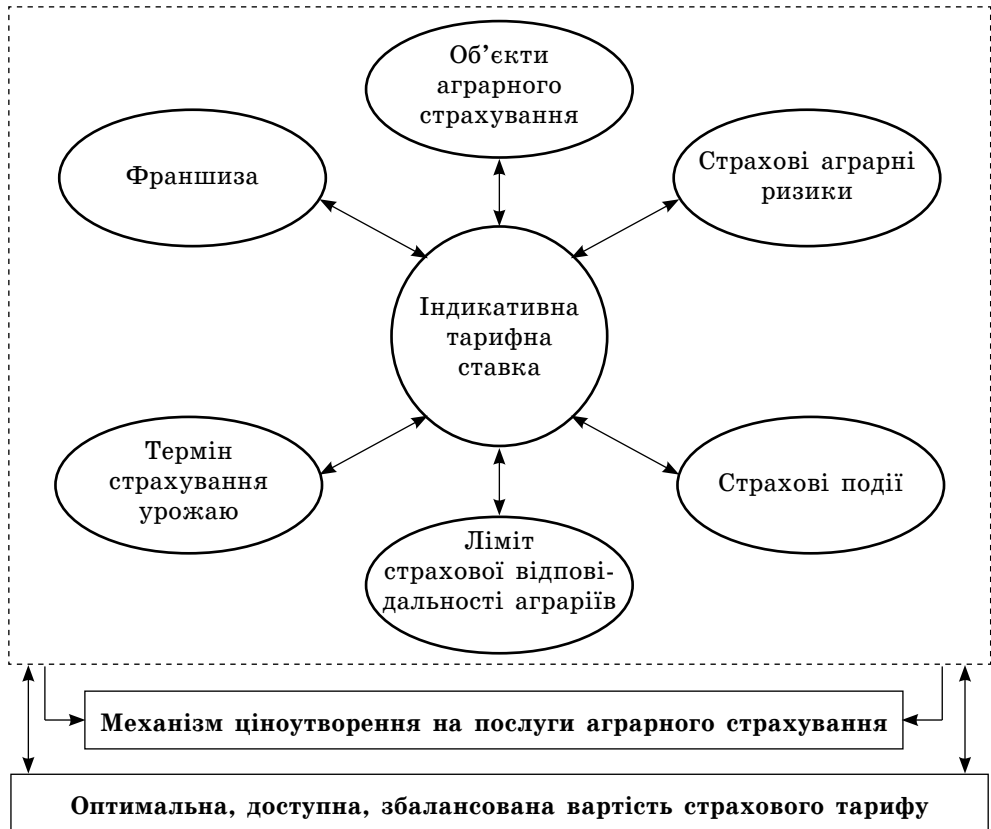 Об’єкти
аграрного
страхування
Франшиза
Страхові аграрні
ризики
Індикативна
тарифна
ставка
Термін
страхування
урожаю
Страхові події
Ліміт
страхової відпові-
дальності аграріїв
Механізм ціноутворення на послуги аграрного страхування
Оптимальна, доступна, збалансована вартість страхового тарифу